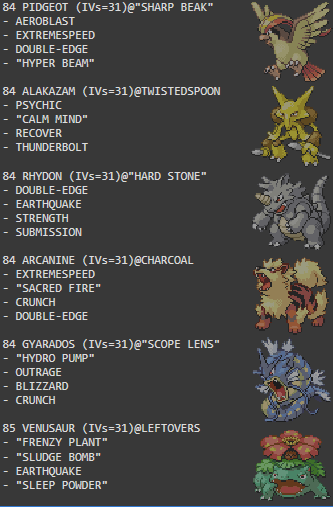 84 PIDGEOT (IVs=31)@"SHARP BEAK"
- AEROBLAST
- EXTREMESPEED
- DOUBLE-EDGE
- "HYPER BEAM"
84 ALAKAZAM (IVs=31)@TWISTEDSPOON
- PSYCHIC
- "CALM MIND"
- RECOVER
- THUNDERBOLT
84 RHYDON (IVs=31)@"HARD STONE"
- DOUBLE-EDGE
- EARTHQUAKE
- STRENGTH
- SUBMISSION
84 ARCANINE (IVs=31)@CHARCOAL
- EXTREMESPEED
- "SACRED FIRE"
- CRUNCH
- DOUBLE-EDGE
84 GYARADOS (IVs=31)@"SCOPE LENS"
- "HYDRO PUMP"
- OUTRAGE
- BLIZZARD
- CRUNCH
85 VENUSAUR (IVs=31)@LEFTOVERS
- "FRENZY PLANT"
- "SLUDGE BOMB"
- EARTHQUAKE
- "SLEEP POWDER"